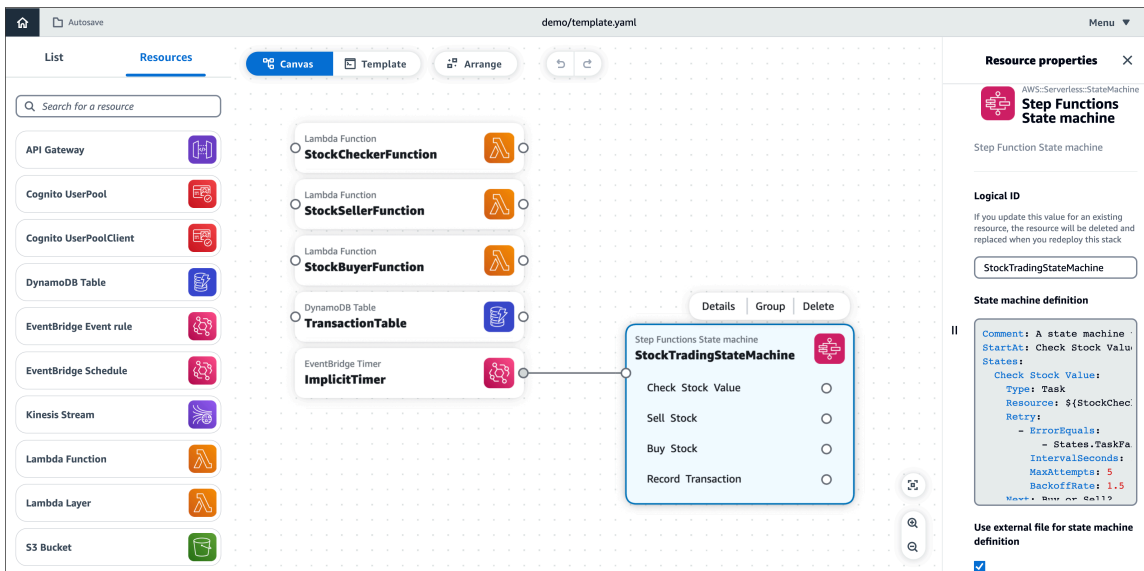 Autosave
demo/template.yaml
Menu ▼
List
Resources
Search for a resource
API Gateway
Cognito UserPool
Cognito UserPoolClient
DynamoDB Table
EventBridge Event rule
EventBridge Schedule
Kinesis Stream
Lambda Function
Lambda Layer
S3 Bucket
Canvas
Template
Arrange
Lambda Function
StockCheckerFunction
Lambda Function
StockSellerFunction
Lambda Function
StockBuyerFunction
DynamoDB Table
TransactionTable
EventBridge Timer
ImplicitTimer
Details
Group
Delete
Step Functions State machine
StockTradingStateMachine
Check Stock Value
Sell Stock
Buy Stock
Record Transaction
Resource properties
AWS::Serverless::StateMachine
Step Functions
State machine
Step Function State machine
Logical ID
If you update this value for an existing
resource, the resource will be deleted and
replaced when you redeploy this stack
StockTradingStateMachine
State machine definition
Comment: A state machine
StartAt: Check Stock Valu
States:
Check Stock Value:
Type: Task
Resource: ${StockChec
Retry:
- ErrorEquals:
- States.TaskFa
IntervalSeconds:
MaxAttempts: 5
BackoffRate: 1.5
Next: Buy or Sell?
Use external file for state machine
definition